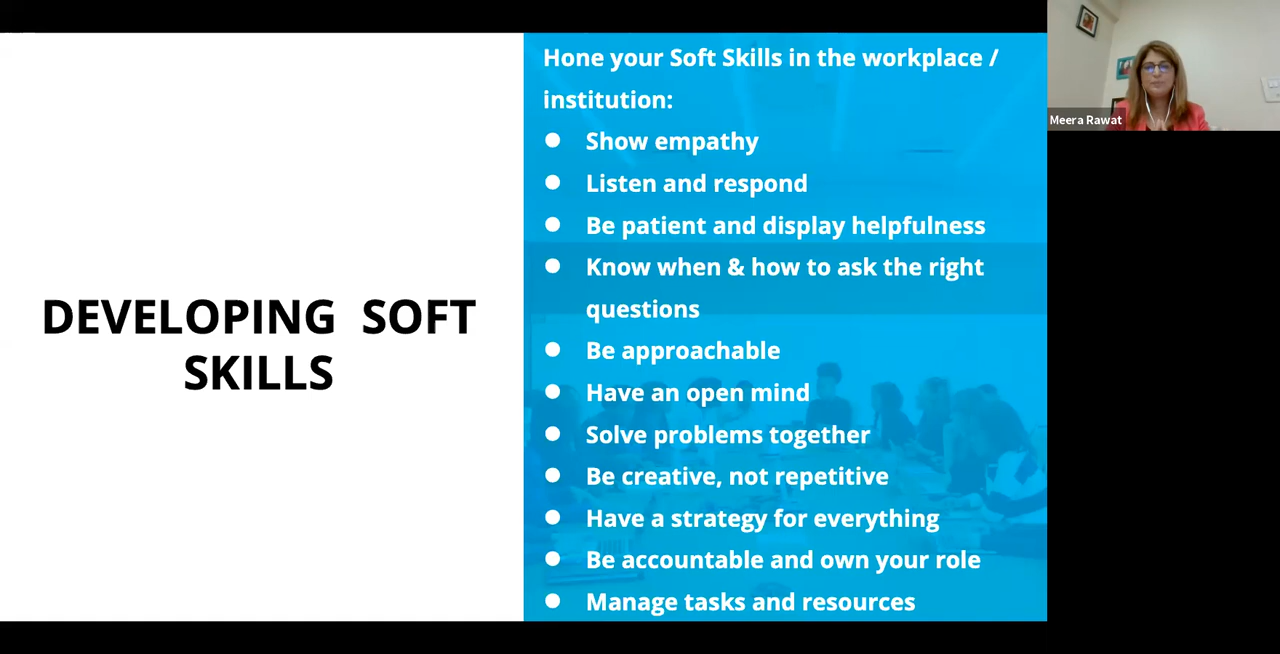 DEVELOPING SOFT
SKILLS
Hone your Soft Skills in the workplace /
institution:
● Show empathy
● Listen and respond
● Be patient and display helpfulness
● Know when & how to ask the right
questions
● Be approachable
● Have an open mind
● Solve problems together
● Be creative, not repetitive
● Have a strategy for everything
● Be accountable and own your role
● Manage tasks and resources
Meera Rawat